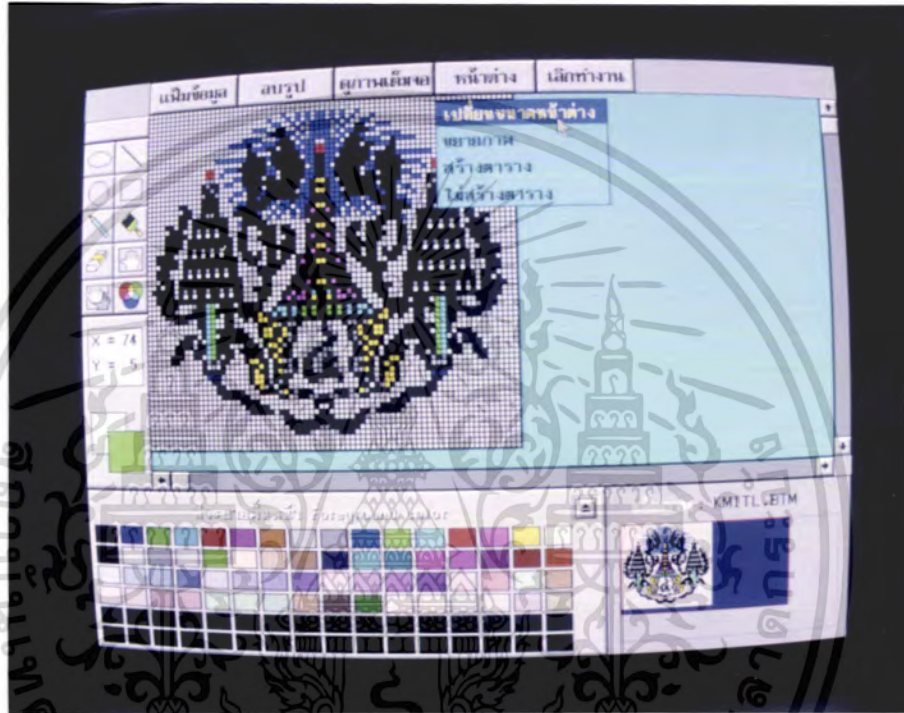 แฟ้มข้อมูล ลบรูป ดูภาพเต็มจอ หน้าต่าง เลิกทำงาน
เปลี่ยนขนาดหน้าต่าง
ขยายภาพ
สร้างตาราง
ไม่สร้างตาราง
X = 74
Y = 5
Foreground color
KMITL.BTM